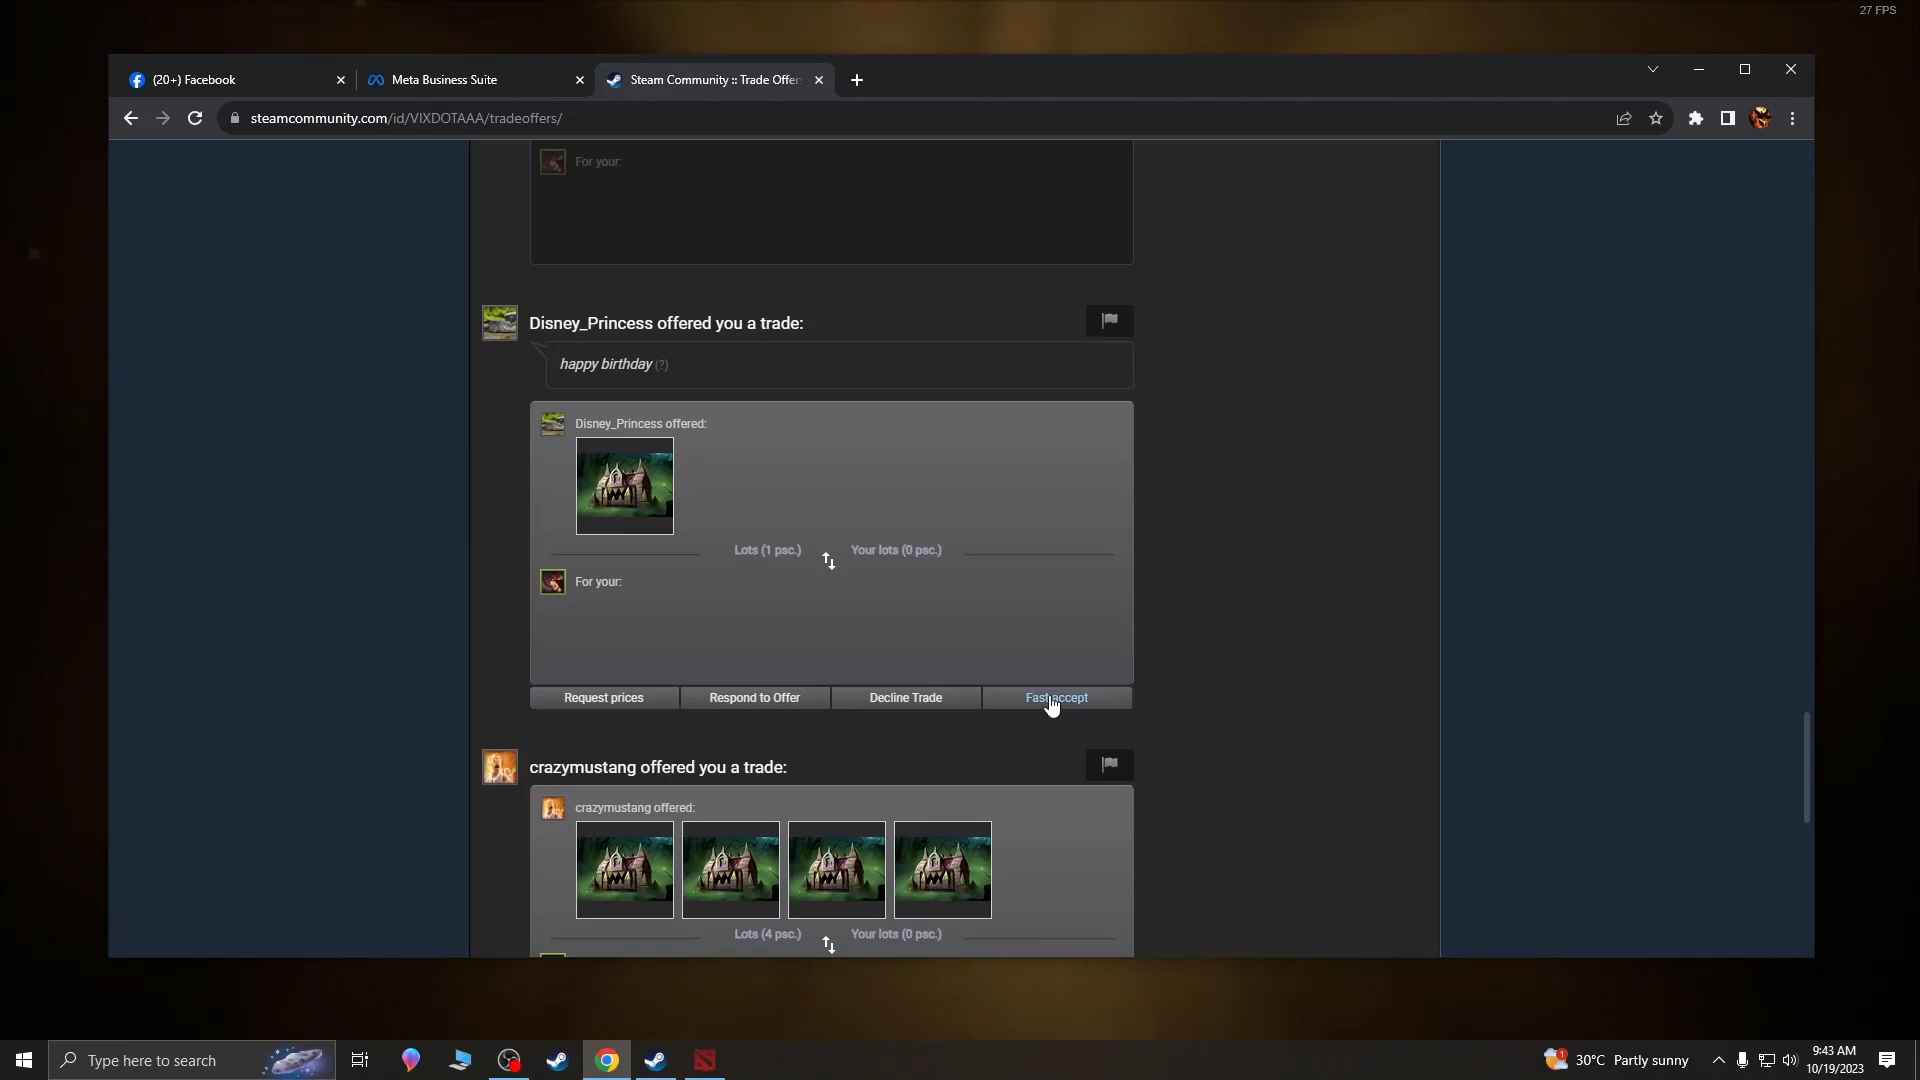 27 FPS
(20+) Facebook
Meta Business Suite
Steam Community :: Trade Offer
steamcommunity.com/id/VIXDOTAAA/tradeoffers/
For your:
Disney_Princess offered you a trade:
happy birthday (?)
Disney_Princess offered:
Lots (1 psc.)
Your lots (0 psc.)
For your:
Request prices
Respond to Offer
Decline Trade
Fast accept
crazymustang offered you a trade:
crazymustang offered:
Lots (4 psc.)
Your lots (0 psc.)
Type here to search
1
30°C Partly sunny
9:43 AM
10/19/2023